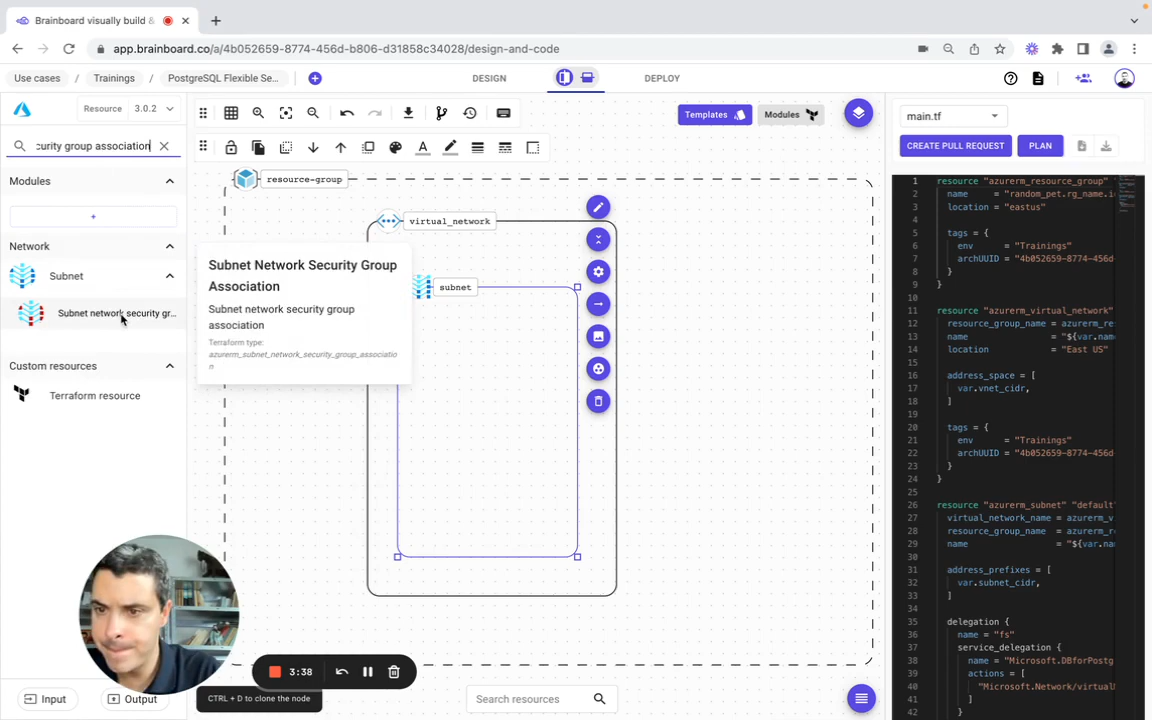 Brainboard visually build &
app.brainboard.co/a/4b052659-8774-456d-b806-d31858c34028/design-and-code
Use cases / Trainings / PostgreSQL Flexible Se...
DESIGN
DEPLOY
Resource 3.0.2
Templates
Modules
main.tf
curity group association
CREATE PULL REQUEST
PLAN
Modules
+
Network
Subnet
Subnet network security gr...
Custom resources
Terraform resource
Input
Output
resource-group
virtual_network
subnet
Subnet Network Security Group
Association
Subnet network security group
association
Terraform type:
azurerm_subnet_network_security_group_associatio
n
3:38
CTRL + D to clone the node
Search resources
1 resource "azurerm_resource_group"
2 name = "random_pet.rg_name.i
3 location = "eastus"
4
5 tags = {
6 env = "Trainings"
7 archUUID = "4b052659-8774-456d
8 }
9 }
10
11 resource "azurerm_virtual_network"
12 resource_group_name = azurerm_re
13 name = "${var.name
14 location = "East US"
15
16 address_space = [
17 var.vnet_cidr,
18 ]
19
20 tags = {
21 env = "Trainings"
22 archUUID = "4b052659-8774-456d
23 }
24 }
25
26 resource "azurerm_subnet" "default"
27 virtual_network_name = azurerm_v
28 resource_group_name = azurerm_re
29 name = "${var.na
30
31 address_prefixes = [
32 var.subnet_cidr,
33 ]
34
35 delegation {
36 name = "fs"
37 service_delegation {
38 name = "Microsoft.DBforPostg
39 actions = [
40 "Microsoft.Network/virtual
41 ]
42 }